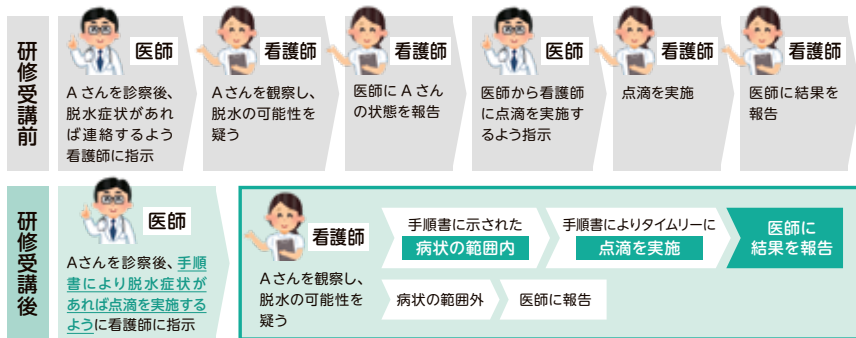 研修受講前
医師
Aさんを診察後、
脱水症状があれ
ば連絡するよう
看護師に指示
看護師
Aさんを観察し、
脱水の可能性を
疑う
看護師
医師に A さん
の状態を報告
医師
医師から看護師
に点滴を実施す
るよう指示
看護師
点滴を実施
看護師
医師に結果を
報告
研修受講後
医師
Aさんを診察後、手順
書により脱水症状が
あれば点滴を実施する
ように看護師に指示
看護師
Aさんを観察し、
脱水の可能性を
疑う
手順書に示された
病状の範囲内
手順書によりタイムリーに
点滴を実施
医師に
結果を報告
病状の範囲外
医師に報告